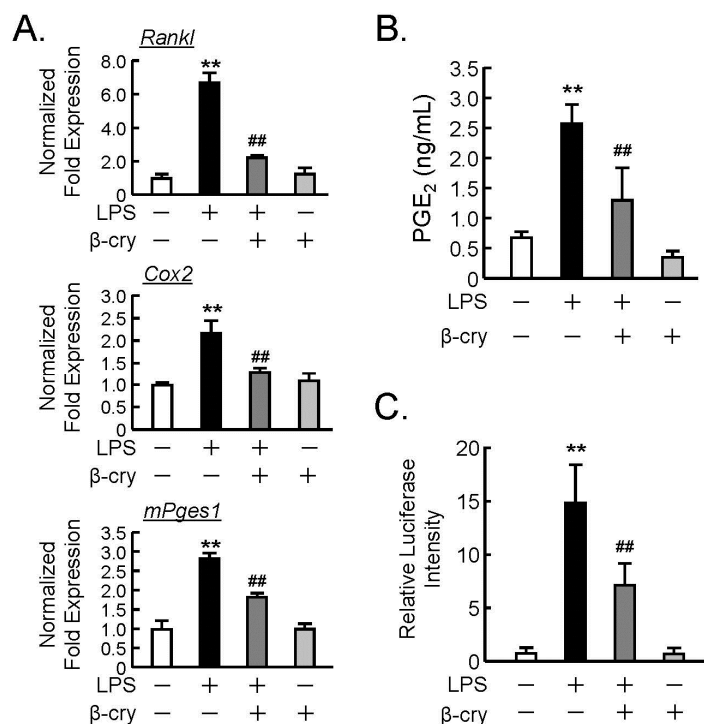 A.
Rankl
Normalized
Fold Expression
8.0
6.0
4.0
2.0
0
**
##
LPS − + + −
β-cry − − + +
Cox2
Normalized
Fold Expression
3.0
2.5
2.0
1.5
1.0
0.5
0
**
##
LPS − + + −
β-cry − − + +
mPges1
Normalized
Fold Expression
3.5
3.0
2.5
2.0
1.5
1.0
0.5
0
**
##
LPS − + + −
β-cry − − + +
B.
PGE₂ (ng/mL)
3.5
3.0
2.5
2.0
1.5
1.0
0.5
0
**
##
LPS − + + −
β-cry − − + +
C.
Relative Luciferase
Intensity
20
15
10
5
0
**
##
LPS − + + −
β-cry − − + +